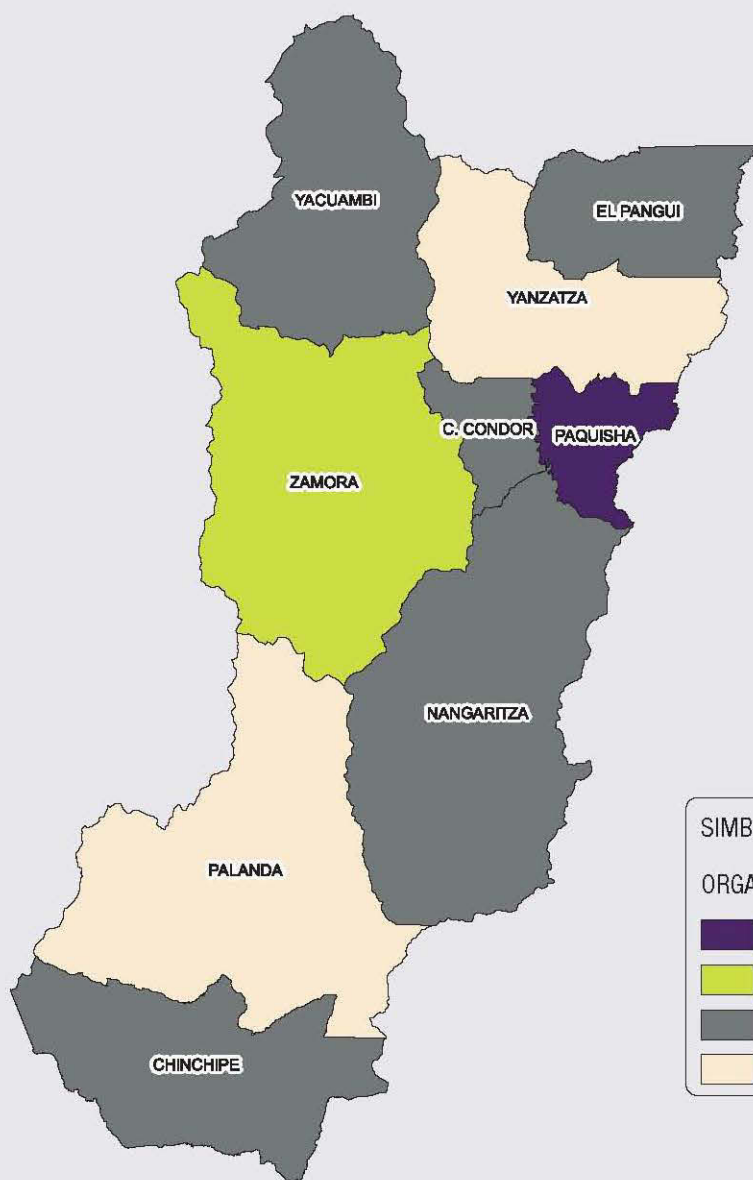 YACUAMBI
EL PANGUI
YANZATZA
C. CONDOR
PAQUISHA
ZAMORA
NANGARITZA
PALANDA
CHINCHIPE
SIMB
ORGA